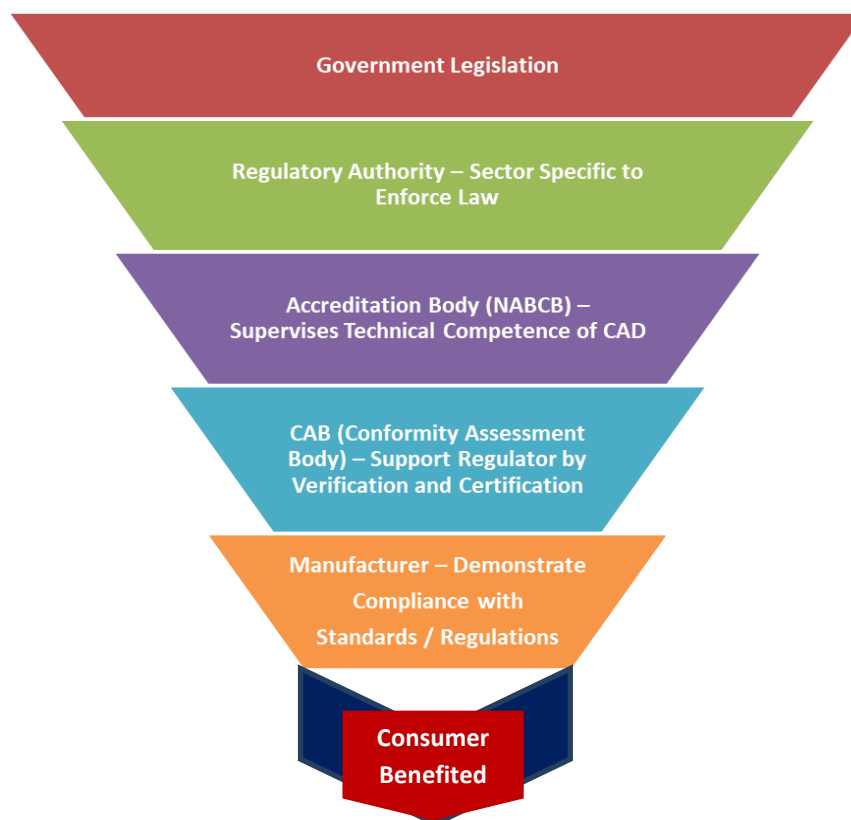 Government Legislation
Regulatory Authority – Sector Specific to
Enforce Law
Accreditation Body (NABCB) –
Supervises Technical Competence of CAD
CAB (Conformity Assessment
Body) – Support Regulator by
Verification and Certification
Manufacturer – Demonstrate
Compliance with
Standards / Regulations
Consumer
Benefited